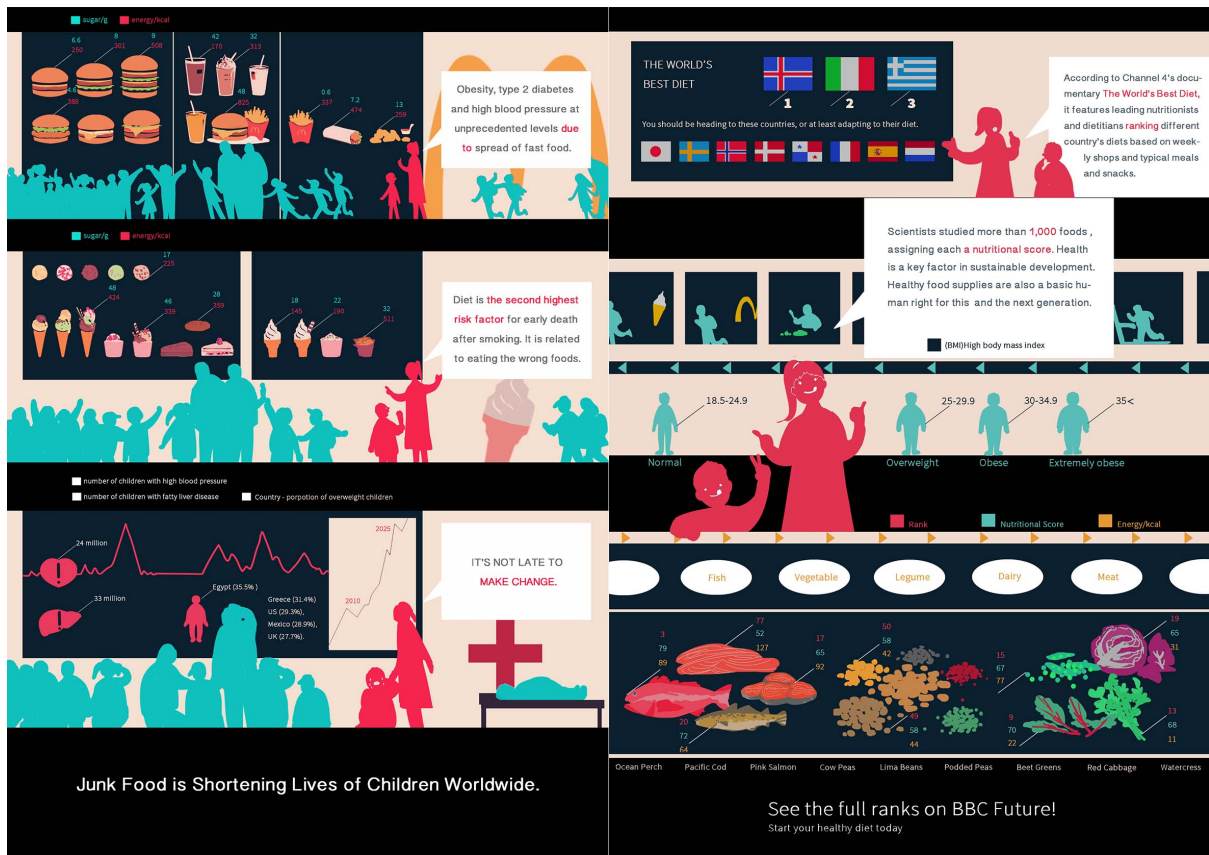 sugar/g energy/kcal
6.6
250
8
301
9
508
4.6
388
42
170
32
313
48
825
0.6
337
7.2
474
13
259
Obesity, type 2 diabetes
and high blood pressure at
unprecedented levels due
to spread of fast food.
sugar/g energy/kcal
17
225
48
424
46
339
28
359
18
145
22
190
32
511
Diet is the second highest
risk factor for early death
after smoking. It is related
to eating the wrong foods.
number of children with high blood pressure
number of children with fatty liver disease Country - porpotion of overweight children
24 million
33 million
Egypt (35.5% )
Greece (31.4%)
US (29.3%),
Mexico (28.9%),
UK (27.7%).
2025
2010
IT'S NOT LATE TO
MAKE CHANGE.
Junk Food is Shortening Lives of Children Worldwide.
THE WORLD'S
BEST DIET
1 2 3
You should be heading to these countries, or at least adapting to their diet.
According to Channel 4's docu-
mentary The World's Best Diet,
it features leading nutritionists
and dietitians ranking different
country's diets based on week-
ly shops and typical meals
and snacks.
Scientists studied more than 1,000 foods ,
assigning each a nutritional score. Health
is a key factor in sustainable development.
Healthy food supplies are also a basic hu-
man right for this and the next generation.
(BMI)High body mass index
18.5-24.9 25-29.9 30-34.9 35<
Normal Overweight Obese Extremely obese
Rank Nutritional Score Energy/kcal
Fish Vegetable Legume Dairy Meat
3
79
89
77
52
127
20
72
64
17
65
92
50
58
42
49
58
44
15
67
77
9
70
22
19
65
31
13
68
11
Ocean Perch Pacific Cod Pink Salmon Cow Peas Lima Beans Podded Peas Beet Greens Red Cabbage Watercress
See the full ranks on BBC Future!
Start your healthy diet today